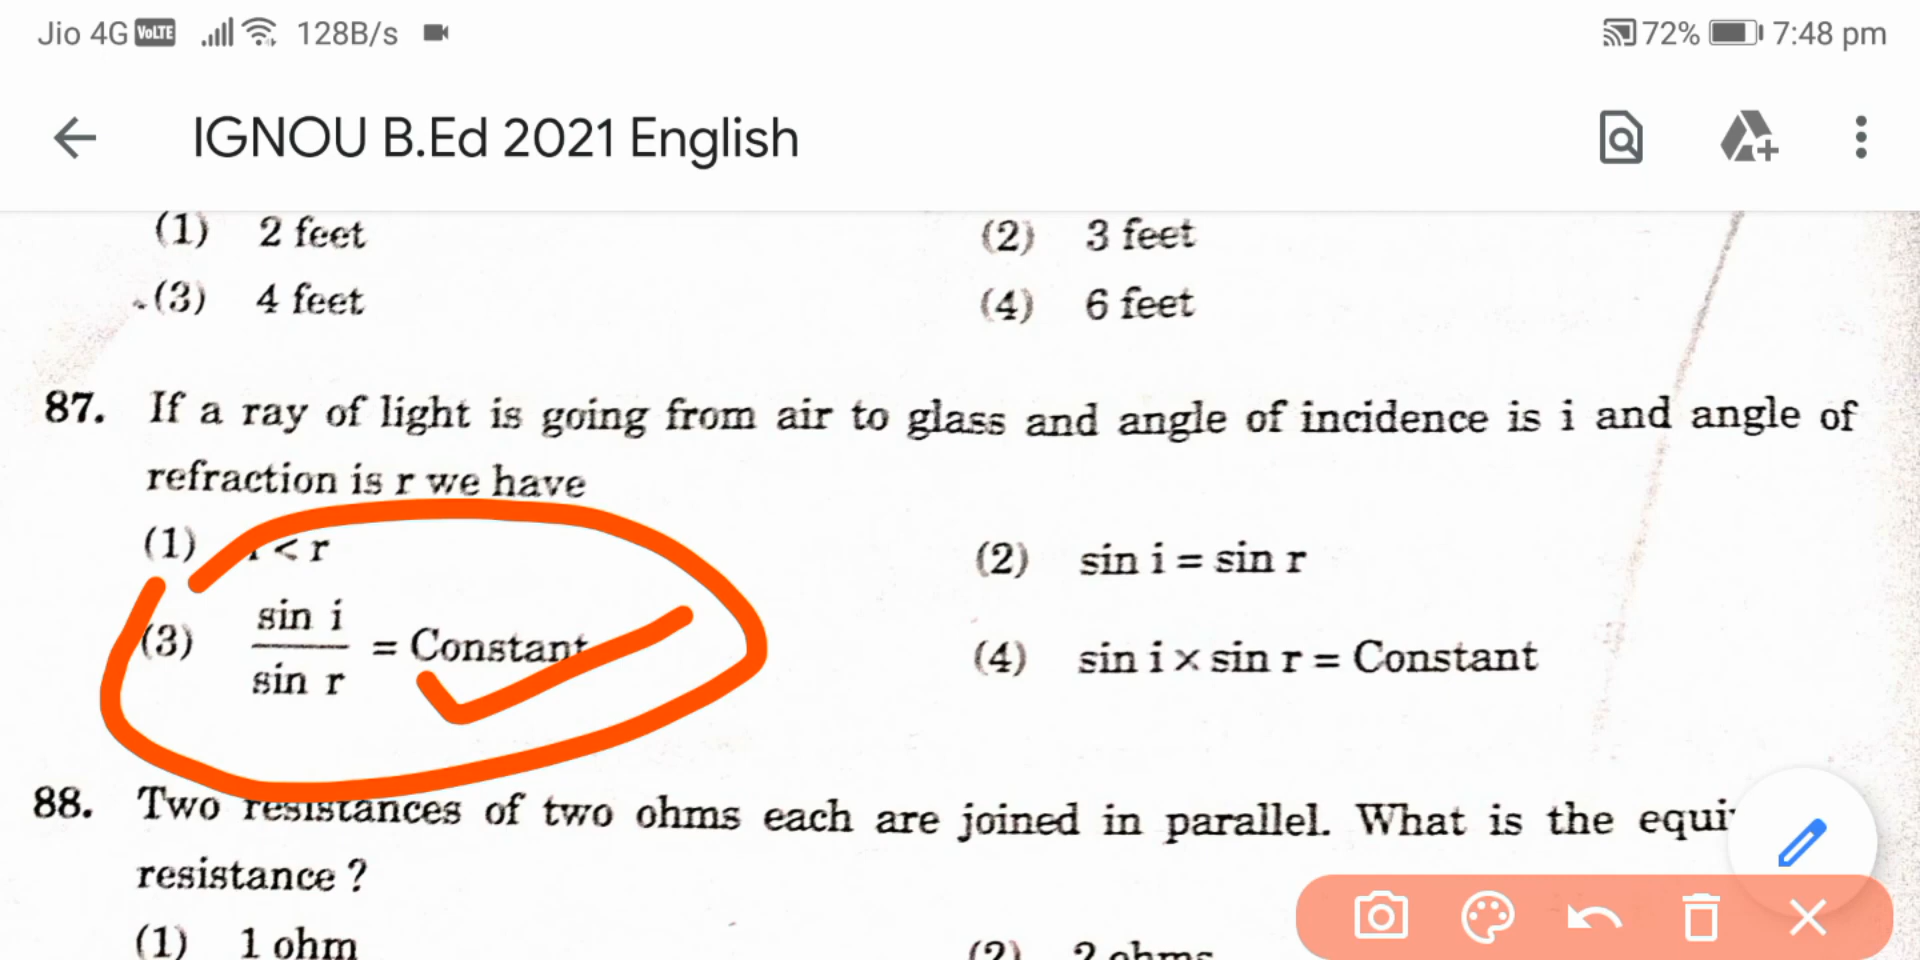 Jio 4G VoLTE 128B/s 72% 7:48 pm
IGNOU B.Ed 2021 English
(1) 2 feet (2) 3 feet
(3) 4 feet (4) 6 feet
87. If a ray of light is going from air to glass and angle of incidence is i and angle of
refraction is r we have
(1) < r (2) sin i = sin r
(3) sin i / sin r = Constant (4) sin i × sin r = Constant
88. Two resistances of two ohms each are joined in parallel. What is the equi
resistance ?
(1) 1 ohm (2) 2 ohms